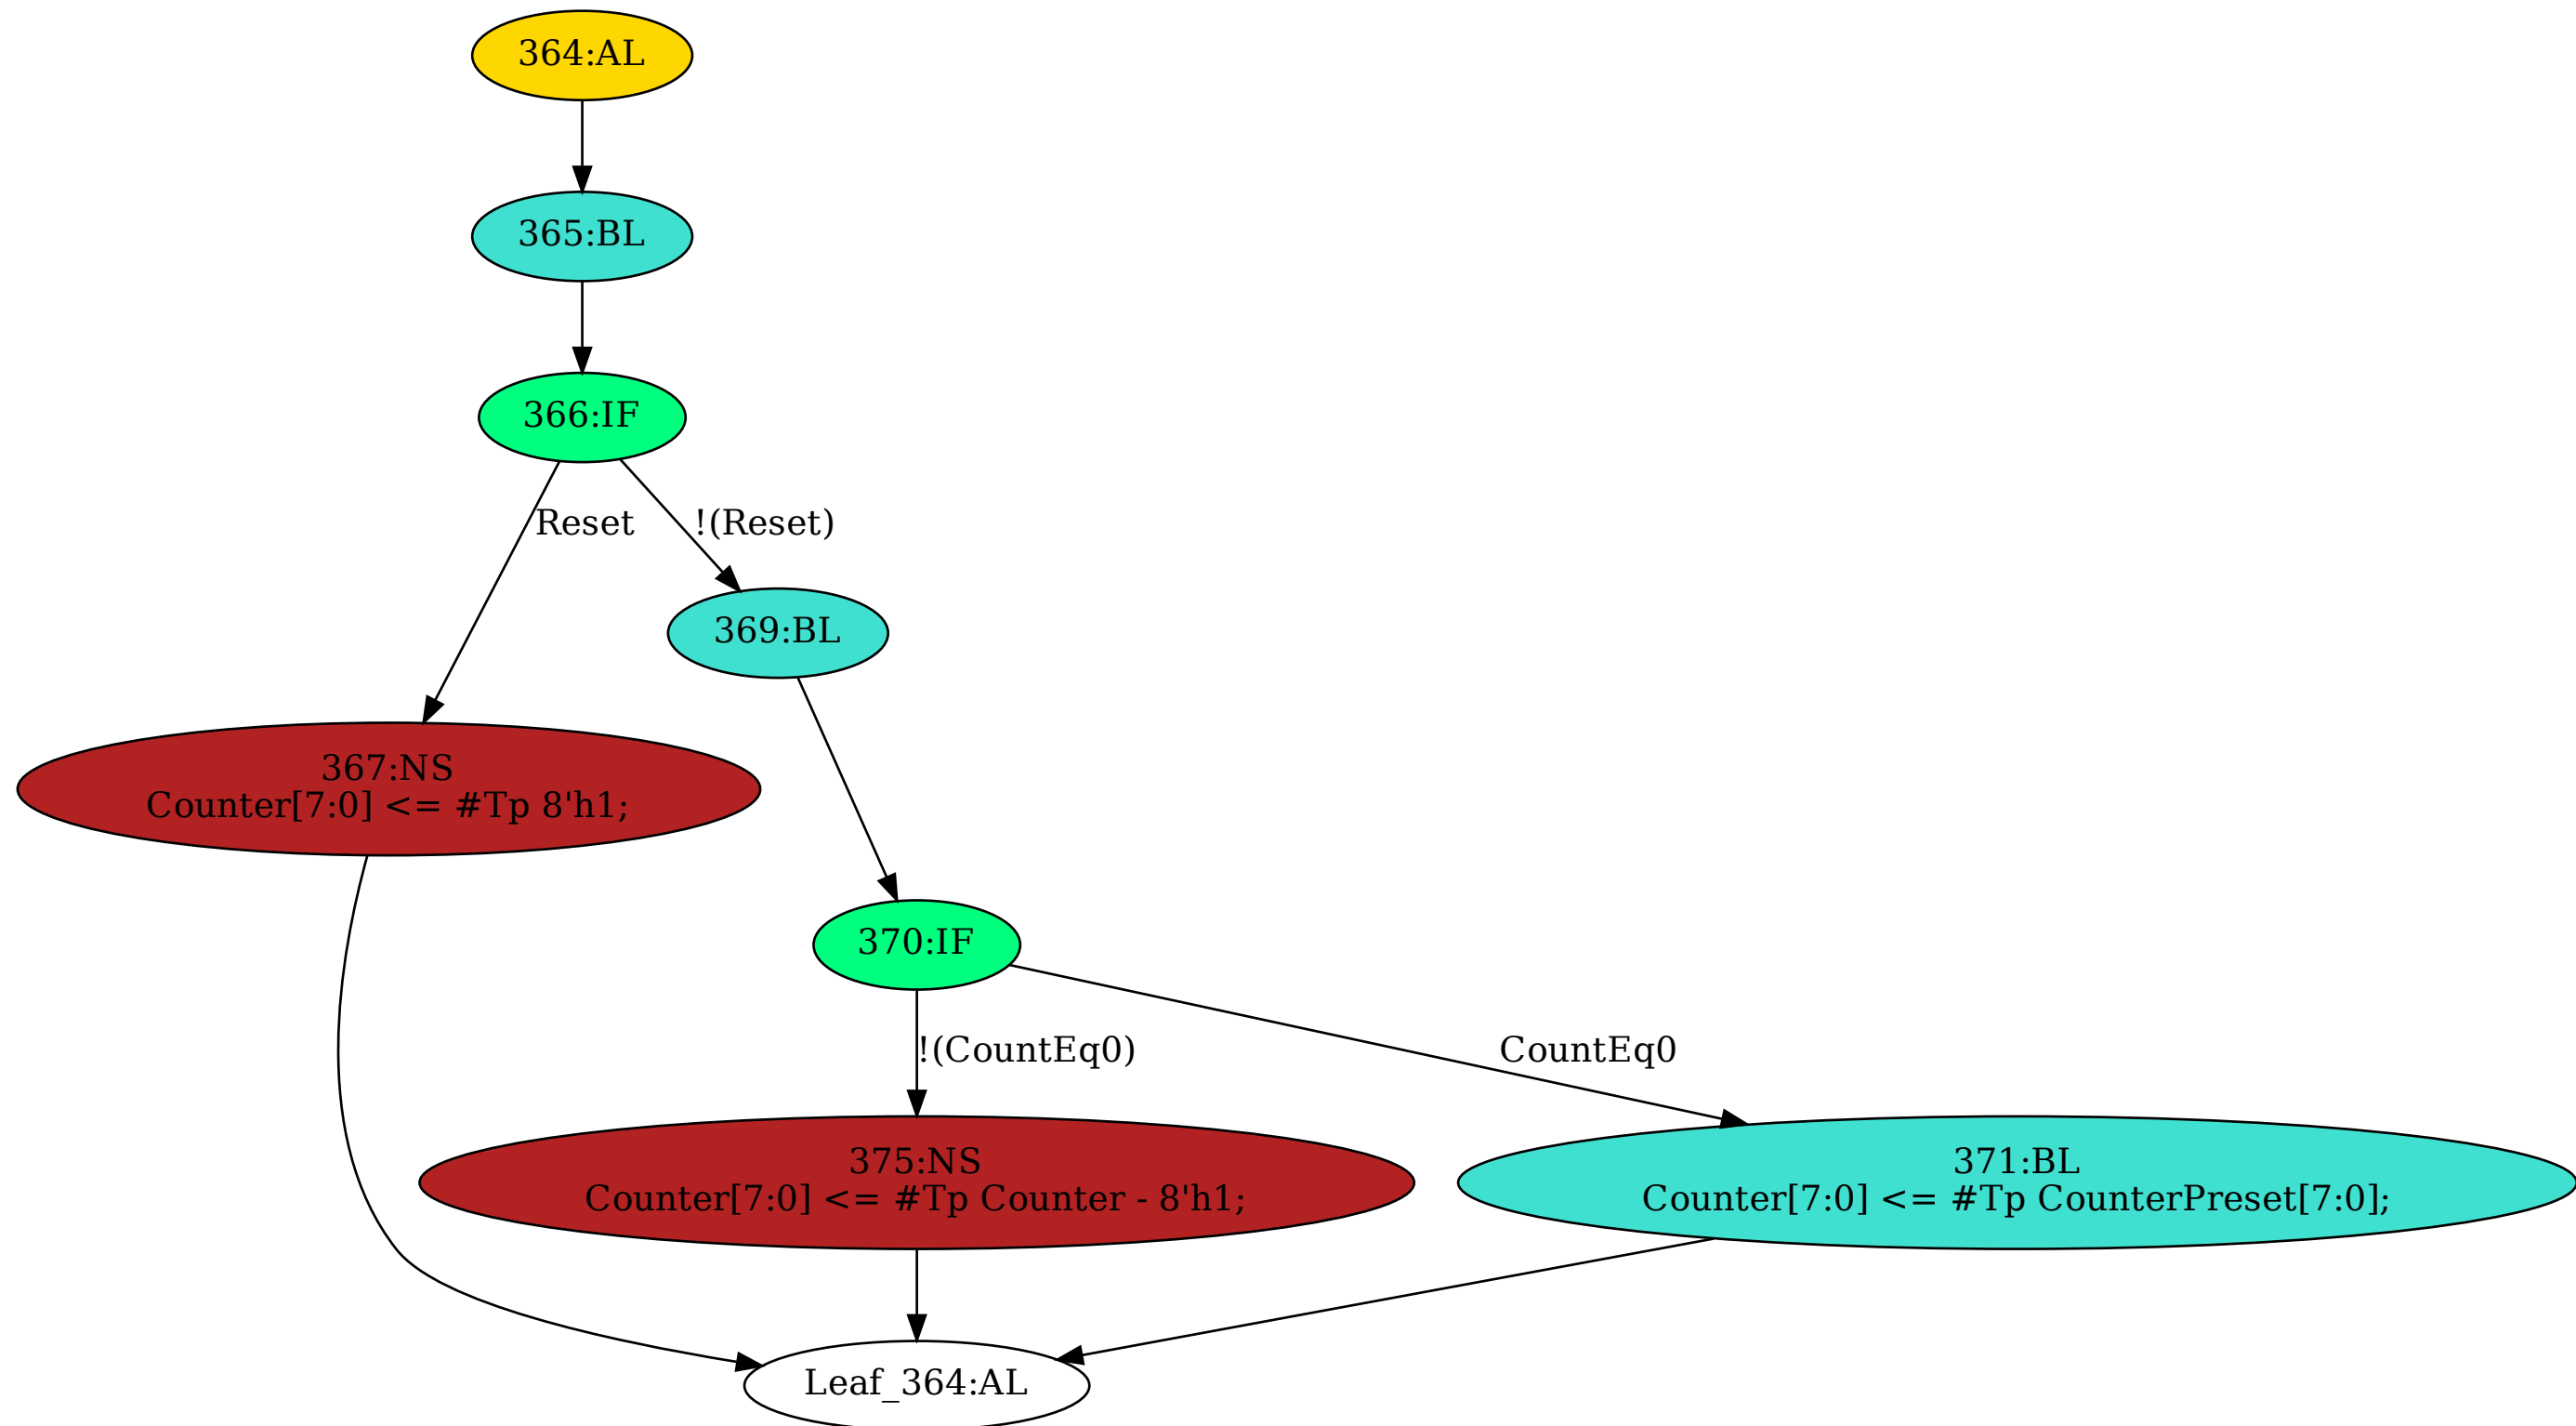 364:AL
365:BL
366:IF
Reset
!(Reset)
369:BL
367:NS
Counter[7:0] <= #Tp 8'h1;
370:IF
!(CountEq0)
CountEq0
375:NS
Counter[7:0] <= #Tp Counter - 8'h1;
371:BL
Counter[7:0] <= #Tp CounterPreset[7:0];
Leaf_364:AL